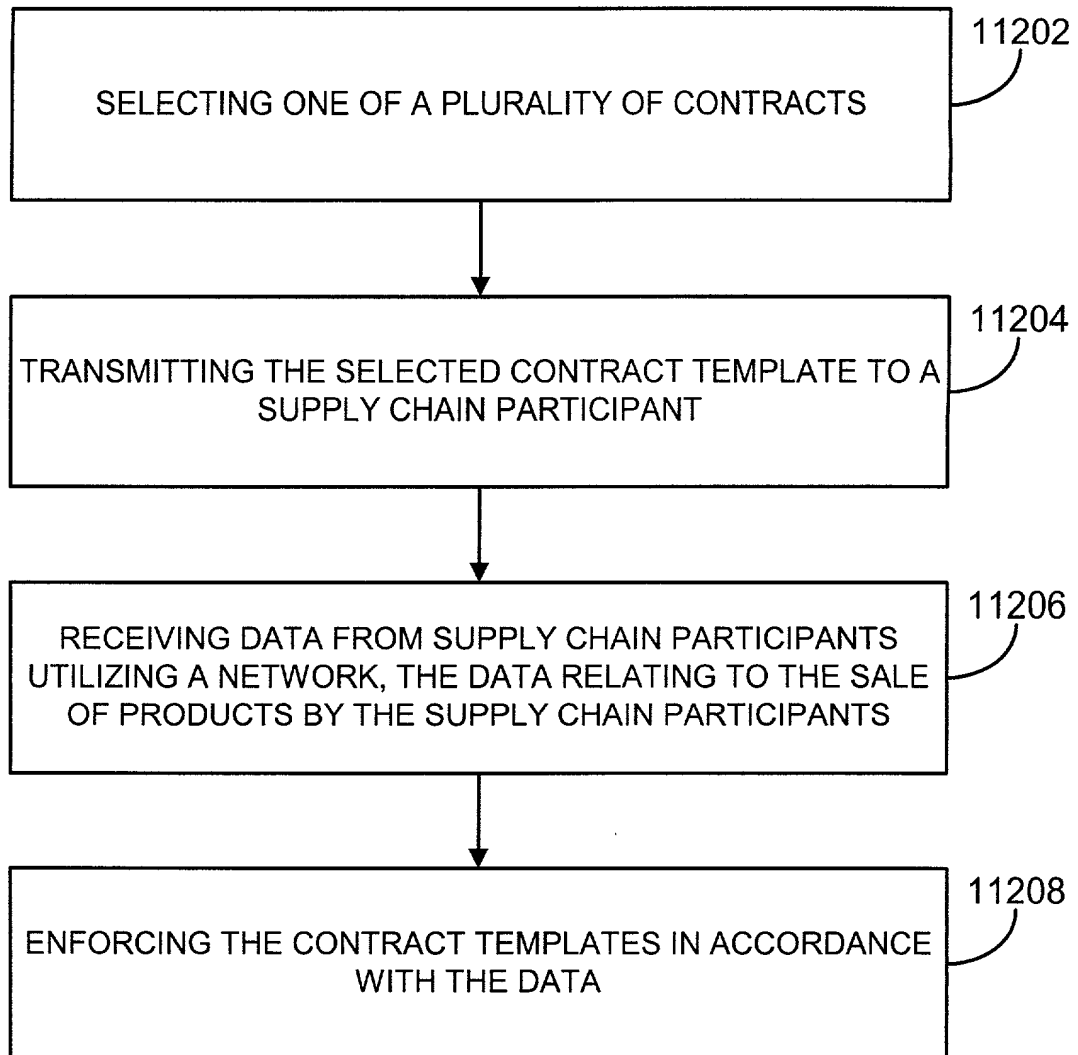 11202
SELECTING ONE OF A PLURALITY OF CONTRACTS
11204
TRANSMITTING THE SELECTED CONTRACT TEMPLATE TO A
SUPPLY CHAIN PARTICIPANT
11206
RECEIVING DATA FROM SUPPLY CHAIN PARTICIPANTS
UTILIZING A NETWORK, THE DATA RELATING TO THE SALE
OF PRODUCTS BY THE SUPPLY CHAIN PARTICIPANTS
11208
ENFORCING THE CONTRACT TEMPLATES IN ACCORDANCE
WITH THE DATA